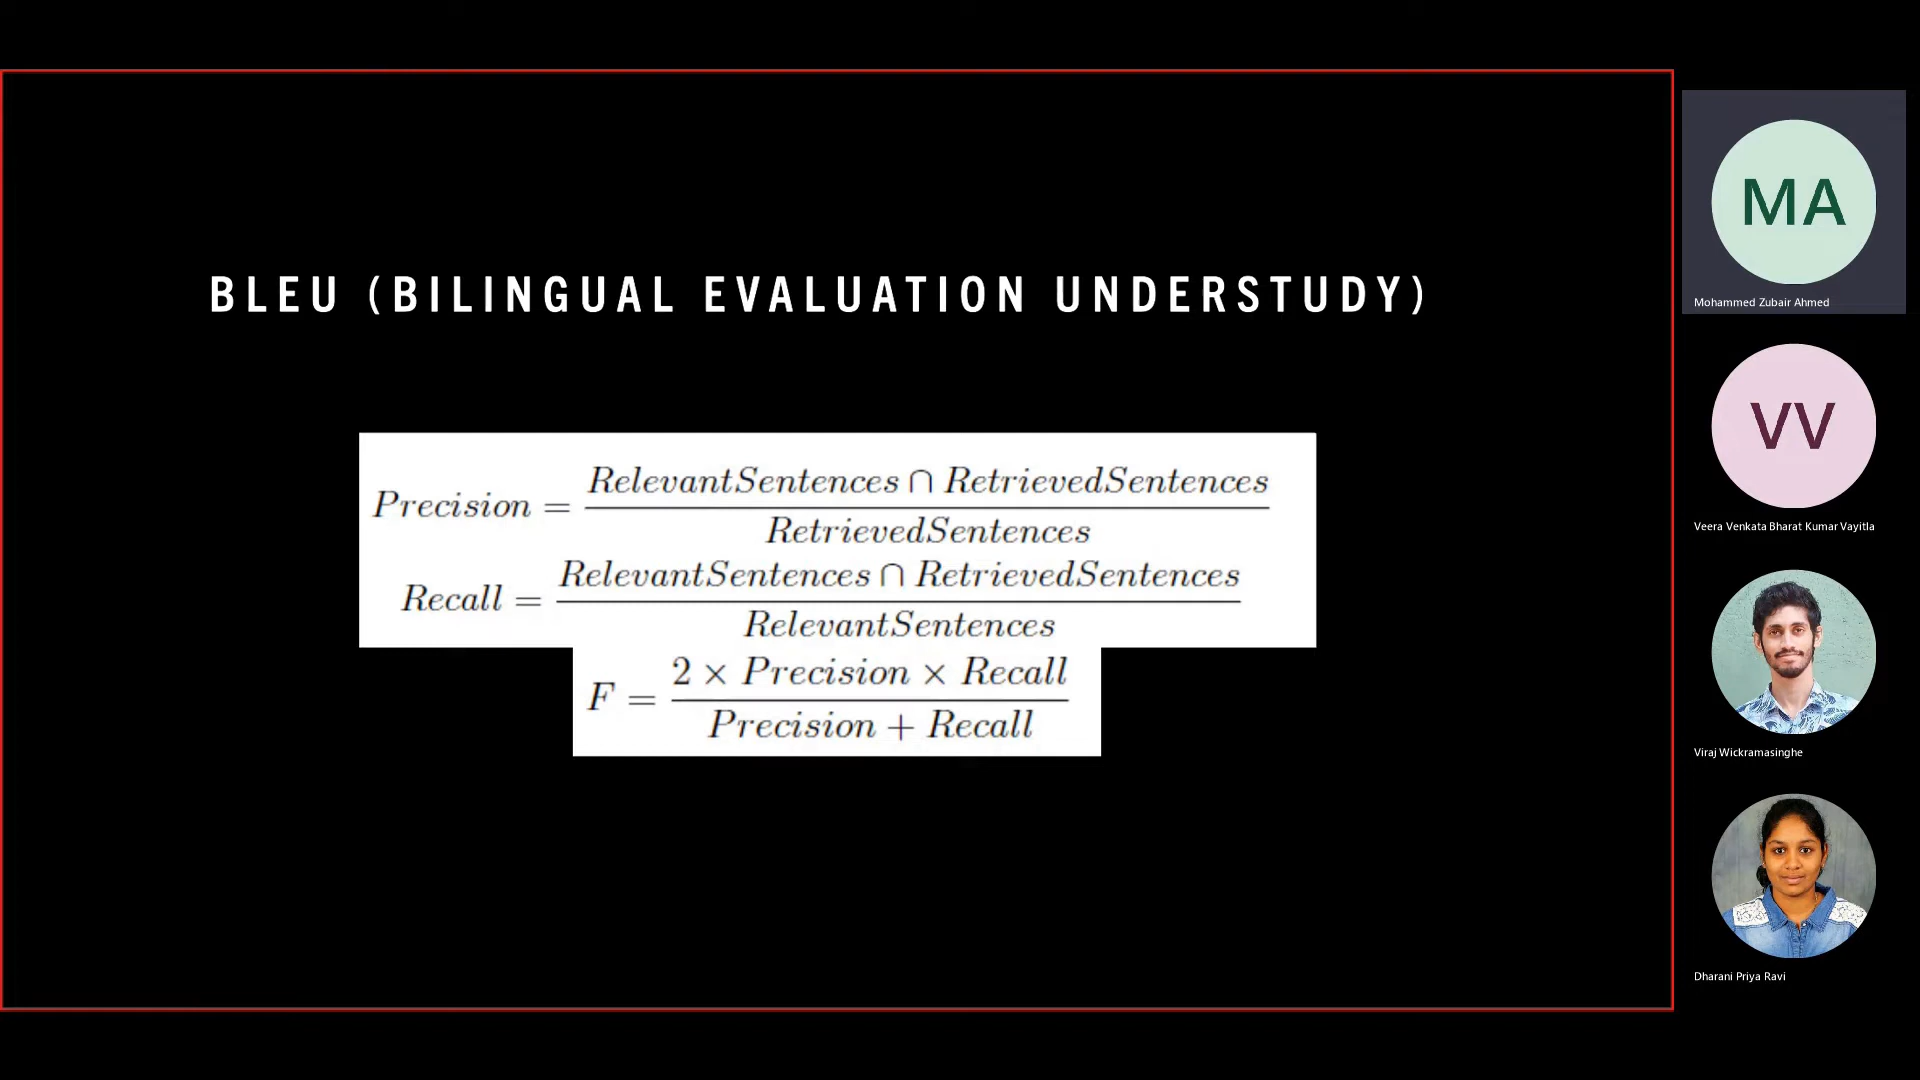 BLEU (BILINGUAL EVALUATION UNDERSTUDY)
Precision = RelevantSentences ∩ RetrievedSentences / RetrievedSentences
Recall = RelevantSentences ∩ RetrievedSentences / RelevantSentences
F = 2 × Precision × Recall / Precision + Recall
MA
Mohammed Zubair Ahmed
VV
Veera Venkata Bharat Kumar Vayitla
Viraj Wickramasinghe
Dharani Priya Ravi